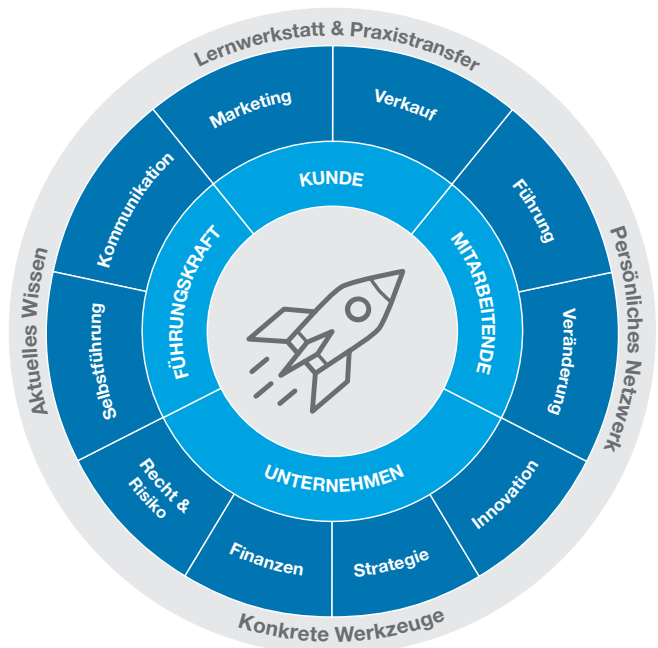 Lernwerkstatt & Praxistransfer
Persönliches Netzwerk
Konkrete Werkzeuge
Aktuelles Wissen
Marketing
Verkauf
Führung
Veränderung
Innovation
Strategie
Finanzen
Recht &
Risiko
Selbstführung
Kommunikation
KUNDE
MITARBEITENDE
UNTERNEHMEN
FÜHRUNGSKRAFT